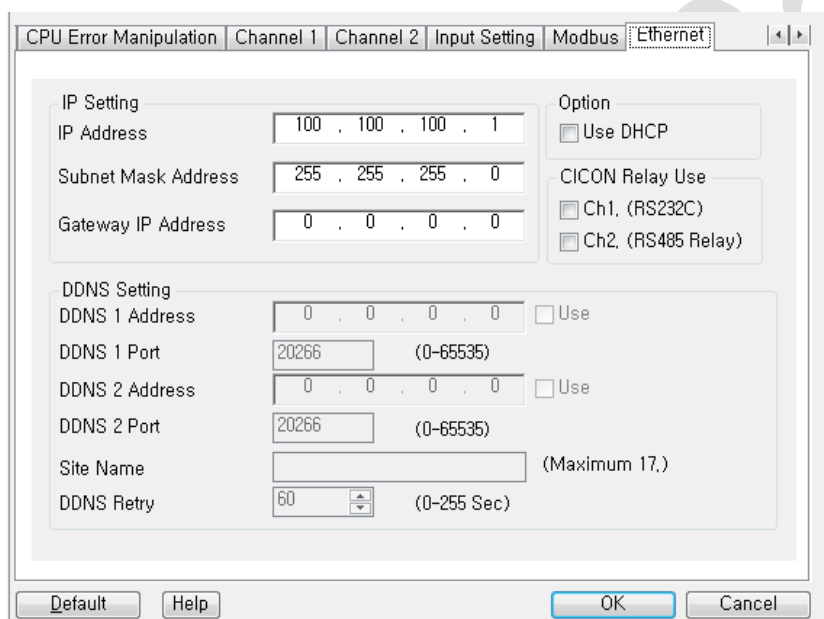 CPU Error Manipulation Channel 1 Channel 2 Input Setting Modbus Ethernet
IP Setting
IP Address 100 . 100 . 100 . 1
Subnet Mask Address 255 . 255 . 255 . 0
Gateway IP Address 0 . 0 . 0 . 0
Option
Use DHCP
CICON Relay Use
Ch1, (RS232C)
Ch2, (RS485 Relay)
DDNS Setting
DDNS 1 Address 0 . 0 . 0 . 0 Use
DDNS 1 Port 20266 (0-65535)
DDNS 2 Address 0 . 0 . 0 . 0 Use
DDNS 2 Port 20266 (0-65535)
Site Name (Maximum 17,)
DDNS Retry 60 (0-255 Sec)
Default Help OK Cancel